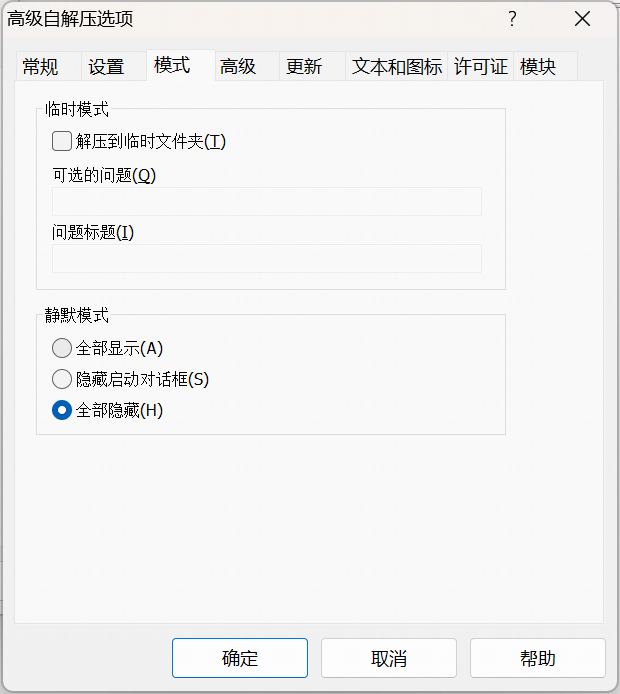 高级自解压选项
?
常规 设置 模式 高级 更新 文本和图标 许可证 模块
临时模式
解压到临时文件夹(T)
可选的问题(Q)
问题标题(I)
静默模式
全部显示(A)
隐藏启动对话框(S)
全部隐藏(H)
确定 取消 帮助